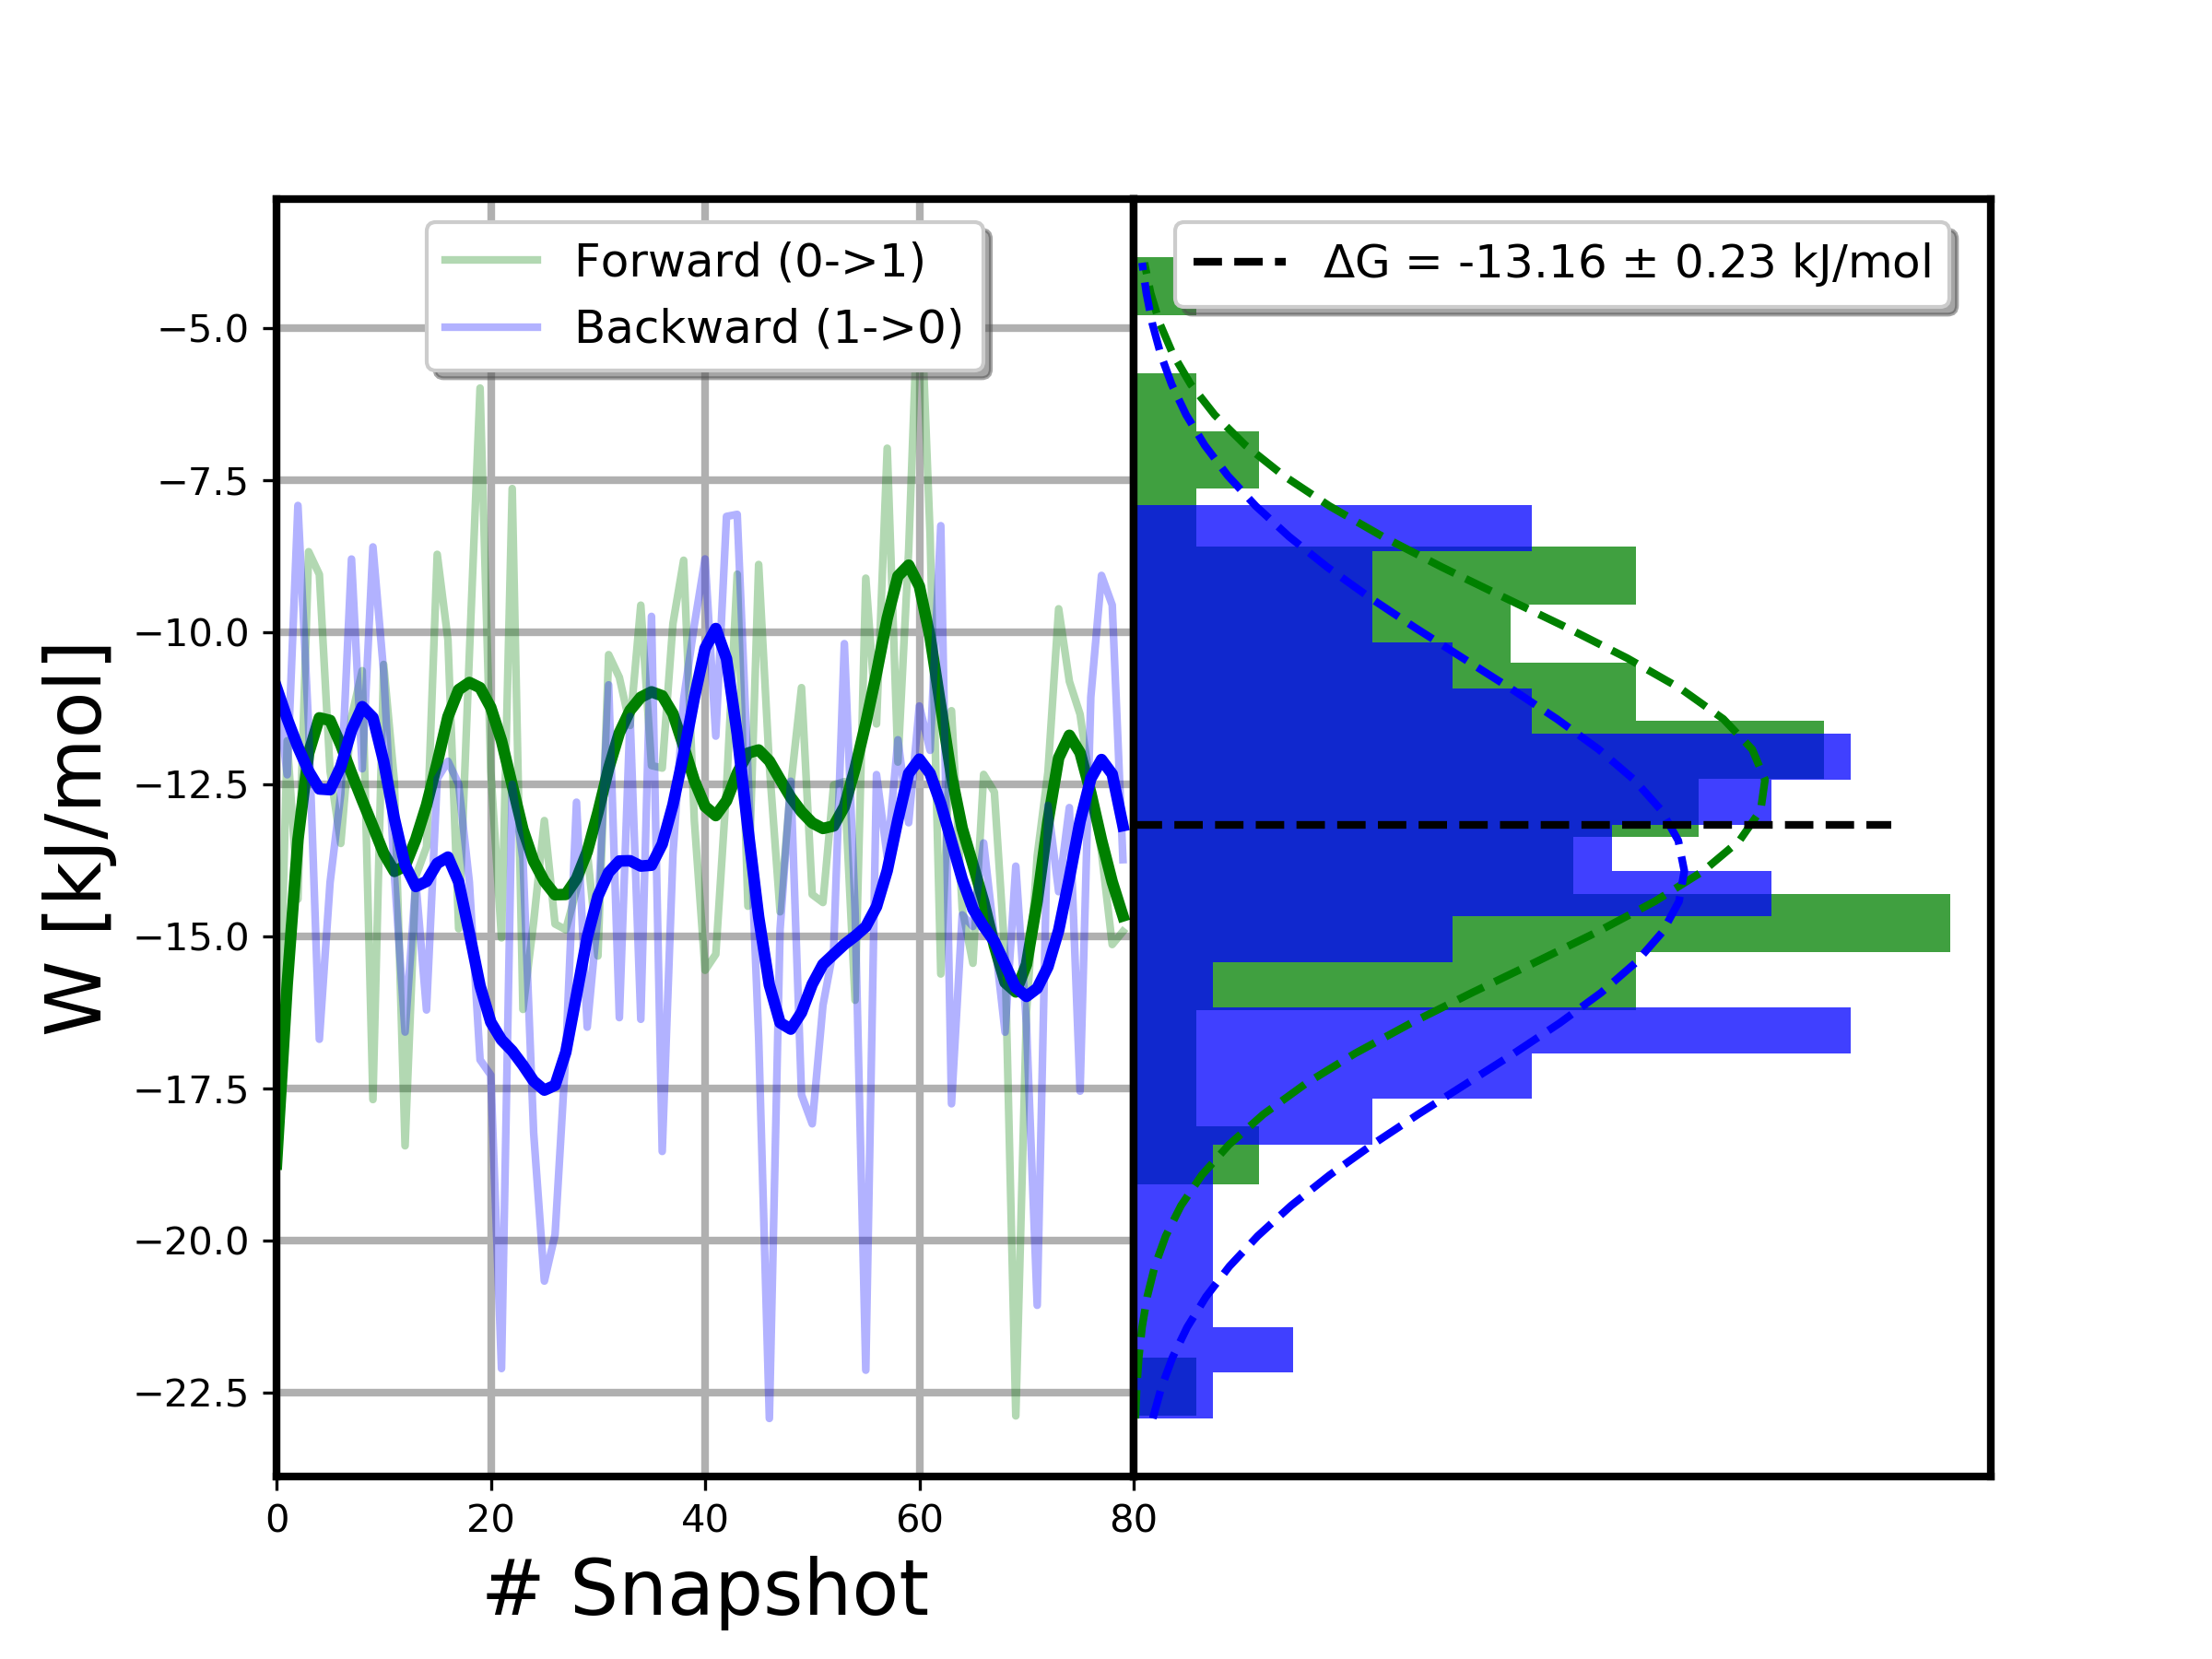 Forward (0->1)
Backward (1->0)
ΔG = -13.16 ± 0.23 kJ/mol
W [kJ/mol]
−5.0
−7.5
−10.0
−12.5
−15.0
−17.5
−20.0
−22.5
0 20 40 60 80
# Snapshot